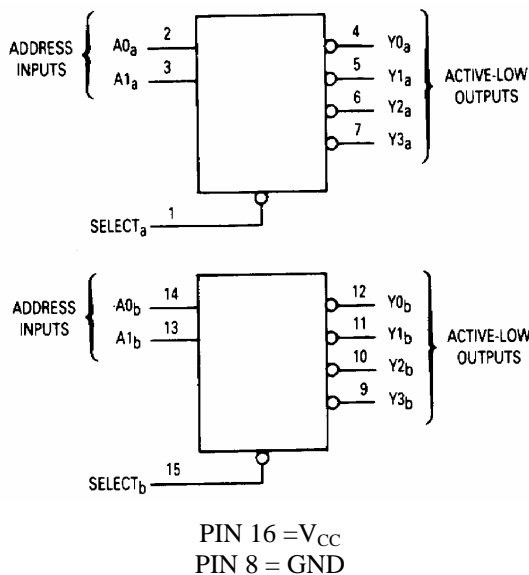 ADDRESS
INPUTS
A0a 2
A1a 3
4 Y0a
5 Y1a
6 Y2a
7 Y3a
ACTIVE-LOW
OUTPUTS
SELECTa 1
ADDRESS
INPUTS
A0b 14
A1b 13
12 Y0b
11 Y1b
10 Y2b
9 Y3b
ACTIVE-LOW
OUTPUTS
SELECTb 15
PIN 16 =VCC
PIN 8 = GND